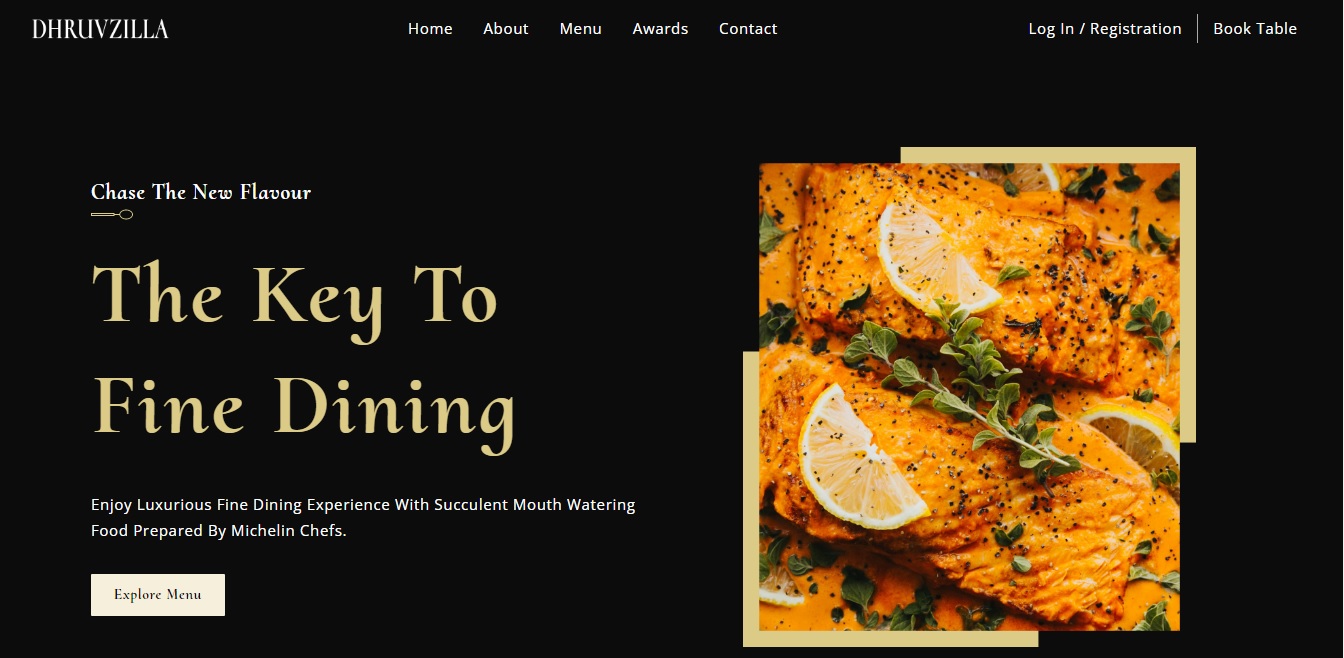 DHRUVZILLA
Home
About
Menu
Awards
Contact
Log In / Registration
Book Table
Chase The New Flavour
The Key To
Fine Dining
Enjoy Luxurious Fine Dining Experience With Succulent Mouth Watering
Food Prepared By Michelin Chefs.
Explore Menu